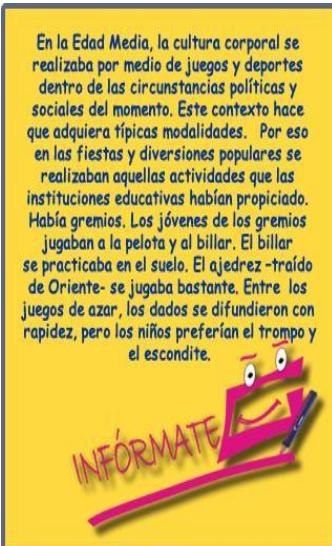 En la Edad Media, la cultura corporal se
realizaba por medio de juegos y deportes
dentro de las circunstancias políticas y
sociales del momento. Este contexto hace
que adquiera típicas modalidades. Por eso
en las fiestas y diversiones populares se
realizaban aquellas actividades que las
instituciones educativas habían propiciado.
Había gremios. Los jóvenes de los gremios
jugaban a la pelota y al billar. El billar
se practicaba en el suelo. El ajedrez -traído
de Oriente- se jugaba bastante. Entre los
juegos de azar, los dados se difundieron con
rapidez, pero los niños preferían el trompo y
el escondite.
INFÓRMATE